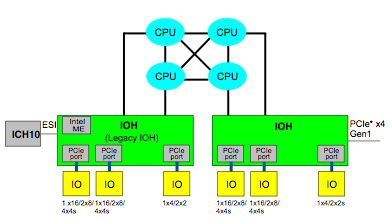 CPU
CPU
CPU
CPU
ICH10
ESI
Intel
ME
IOH
(Legacy IOH)
PCIe
port
PCIe
port
PCIe
port
IO
IO
IO
1 x16/2x8/
4x4s
1x16/2x8/
4x4s
1x4/2x2
IOH
PCIe* x4
Gen1
PCIe
port
PCIe
port
PCIe
port
IO
IO
IO
1x16/2x8/
4x4s
1x16/2x8/
4x4s
1x4/2x2s